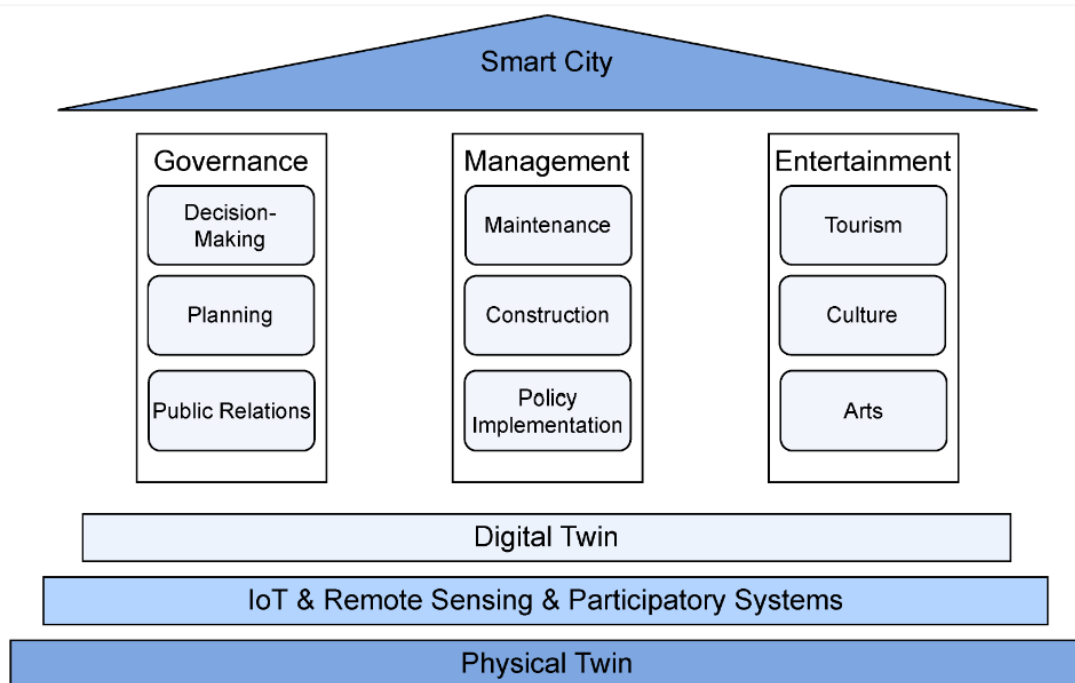 Smart City
Governance
Decision-
Making
Planning
Public Relations
Management
Maintenance
Construction
Policy
Implementation
Entertainment
Tourism
Culture
Arts
Digital Twin
IoT & Remote Sensing & Participatory Systems
Physical Twin